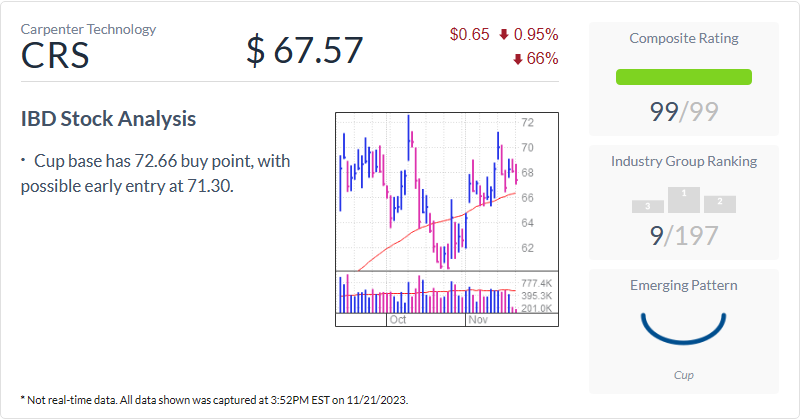 Carpenter Technology
CRS
$ 67.57
$0.65 0.95%
66%
IBD Stock Analysis
· Cup base has 72.66 buy point, with
possible early entry at 71.30.
72
70
68
66
64
62
777.4K
395.3K
201.0K
Oct Nov
Composite Rating
99/99
Industry Group Ranking
3 1 2
9/197
Emerging Pattern
Cup
* Not real-time data. All data shown was captured at 3:52PM EST on 11/21/2023.